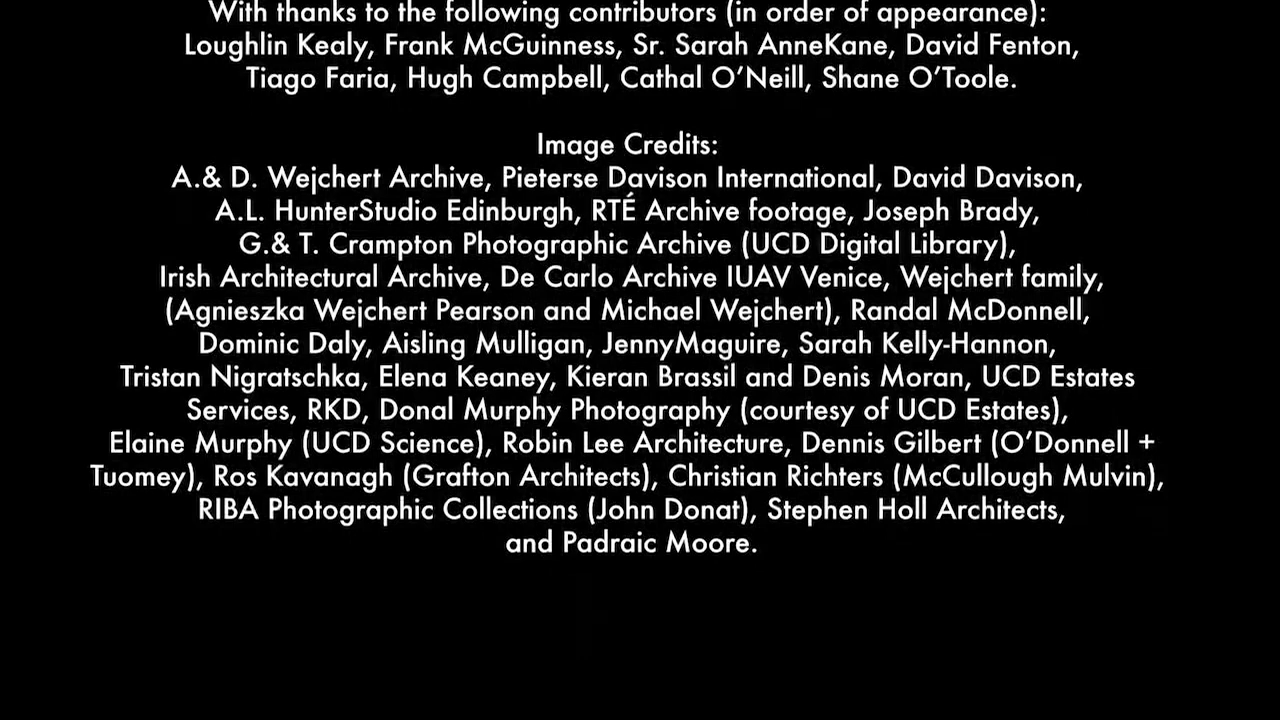 With thanks to the following contributors (in order of appearance):
Loughlin Kealy, Frank McGuinness, Sr. Sarah AnneKane, David Fenton,
Tiago Faria, Hugh Campbell, Cathal O’Neill, Shane O’Toole.
Image Credits:
A.& D. Wejchert Archive, Pieterse Davison International, David Davison,
A.L. HunterStudio Edinburgh, RTÉ Archive footage, Joseph Brady,
G.& T. Crampton Photographic Archive (UCD Digital Library),
Irish Architectural Archive, De Carlo Archive IUAV Venice, Wejchert family,
(Agnieszka Wejchert Pearson and Michael Wejchert), Randal McDonnell,
Dominic Daly, Aisling Mulligan, JennyMaguire, Sarah Kelly-Hannon,
Tristan Nigratschka, Elena Keaney, Kieran Brassil and Denis Moran, UCD Estates
Services, RKD, Donal Murphy Photography (courtesy of UCD Estates),
Elaine Murphy (UCD Science), Robin Lee Architecture, Dennis Gilbert (O’Donnell +
Tuomey), Ros Kavanagh (Grafton Architects), Christian Richters (McCullough Mulvin),
RIBA Photographic Collections (John Donat), Stephen Holl Architects,
and Padraic Moore.